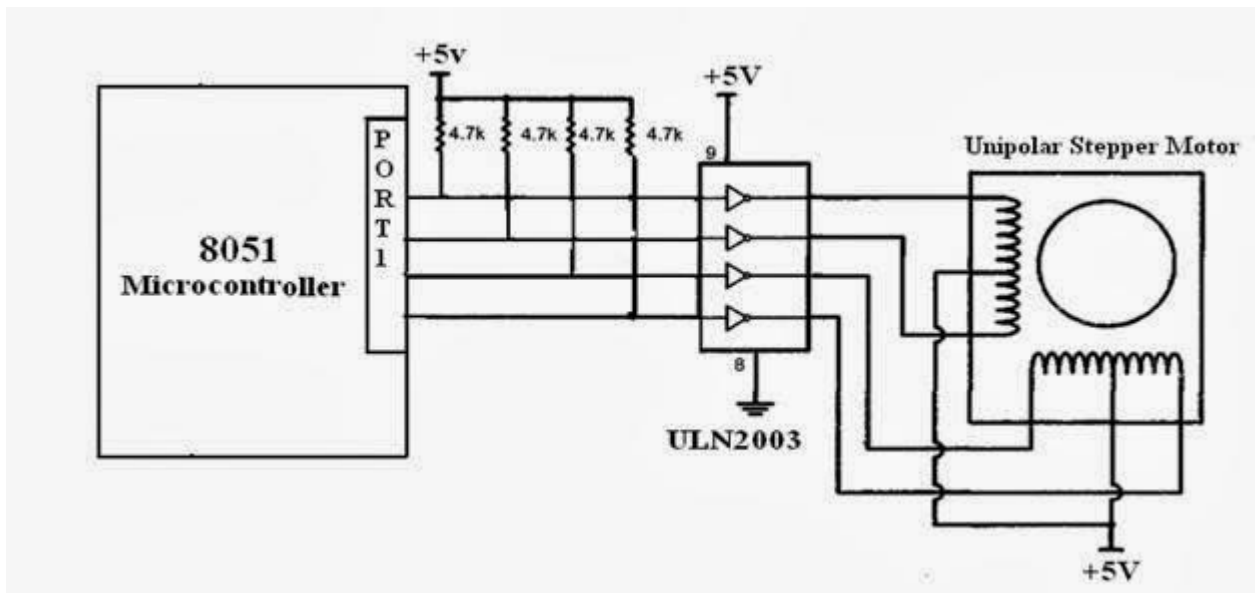 +5v
+5V
4.7k 4.7k 4.7k 4.7k
9
Unipolar Stepper Motor
P
O
R
T
1
8051
Microcontroller
8
ULN2003
+5V